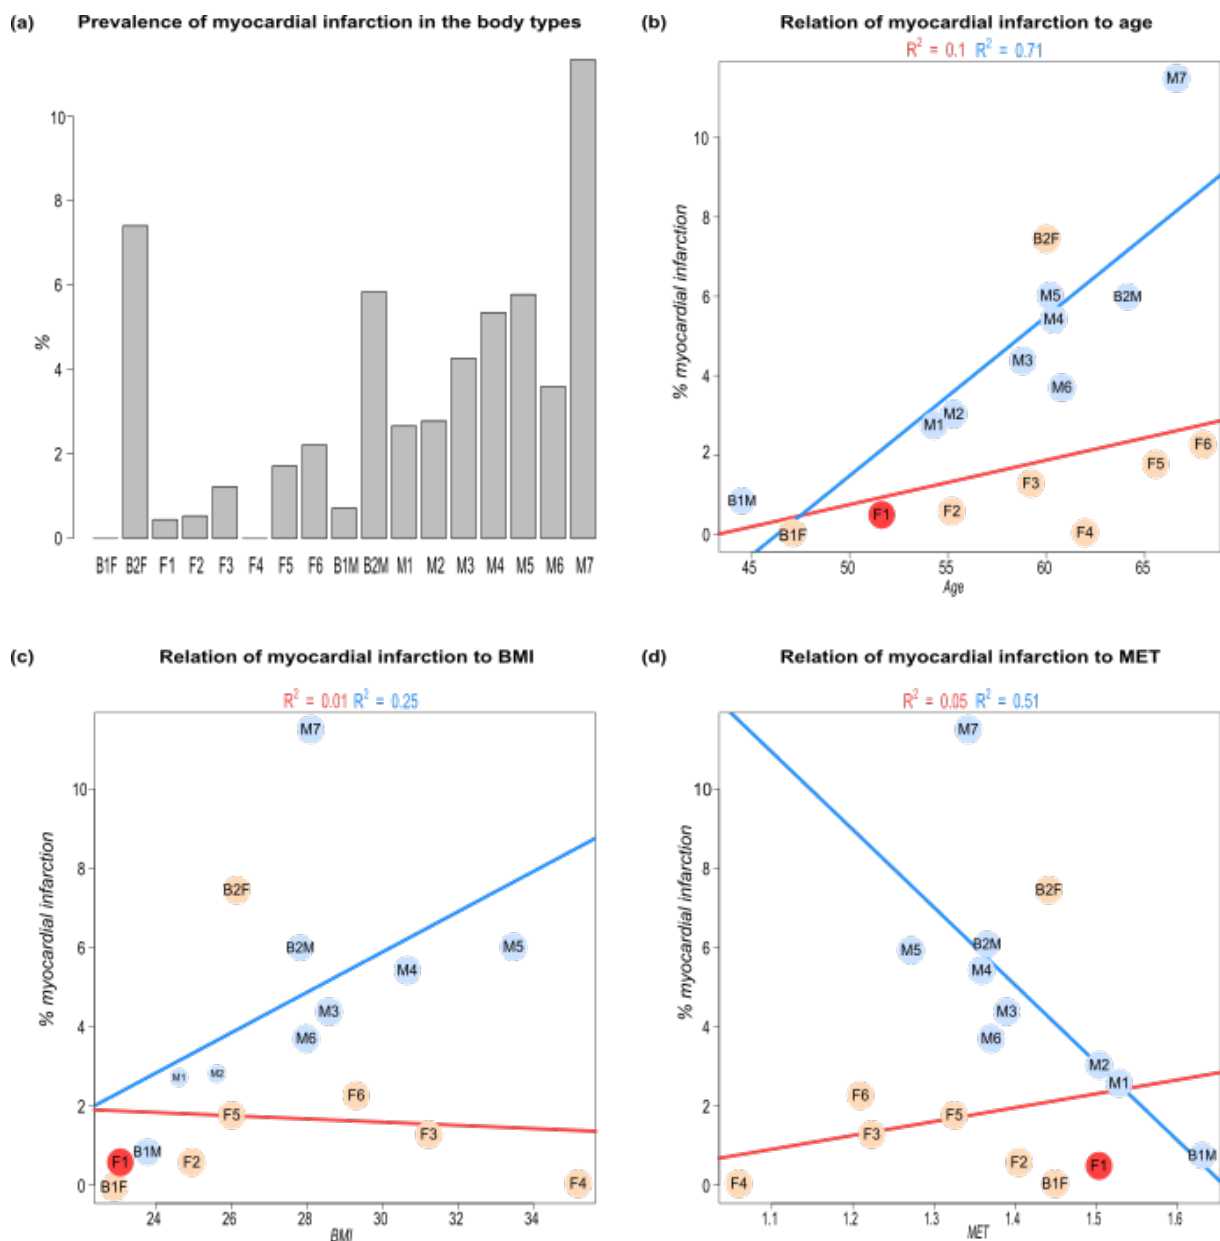 (a) Prevalence of myocardial infarction in the body types
%
10
8
6
4
2
0
B1F B2F F1 F2 F3 F4 F5 F6 B1M B2M M1 M2 M3 M4 M5 M6 M7
(b) Relation of myocardial infarction to age
R² = 0.1 R² = 0.71
% myocardial infarction
10
8
6
4
2
0
M7
B2F
M5
B2M
M4
M3
M6
M2
M1
F6
F5
F3
B1M
F2
F1
B1F
F4
45 50 55 60 65
Age
(c) Relation of myocardial infarction to BMI
R² = 0.01 R² = 0.25
% myocardial infarction
10
8
6
4
2
0
M7
B2F
B2M
M5
M4
M3
M6
M1
M2
F6
F5
F3
B1M
F1
F2
B1F
F4
24 26 28 30 32 34
BMI
(d) Relation of myocardial infarction to MET
R² = 0.05 R² = 0.51
% myocardial infarction
10
8
6
4
2
0
M7
B2F
B2M
M5
M4
M3
M6
M2
M1
F6
F5
F3
B1M
F2
F1
F4
B1F
1.1 1.2 1.3 1.4 1.5 1.6
MET